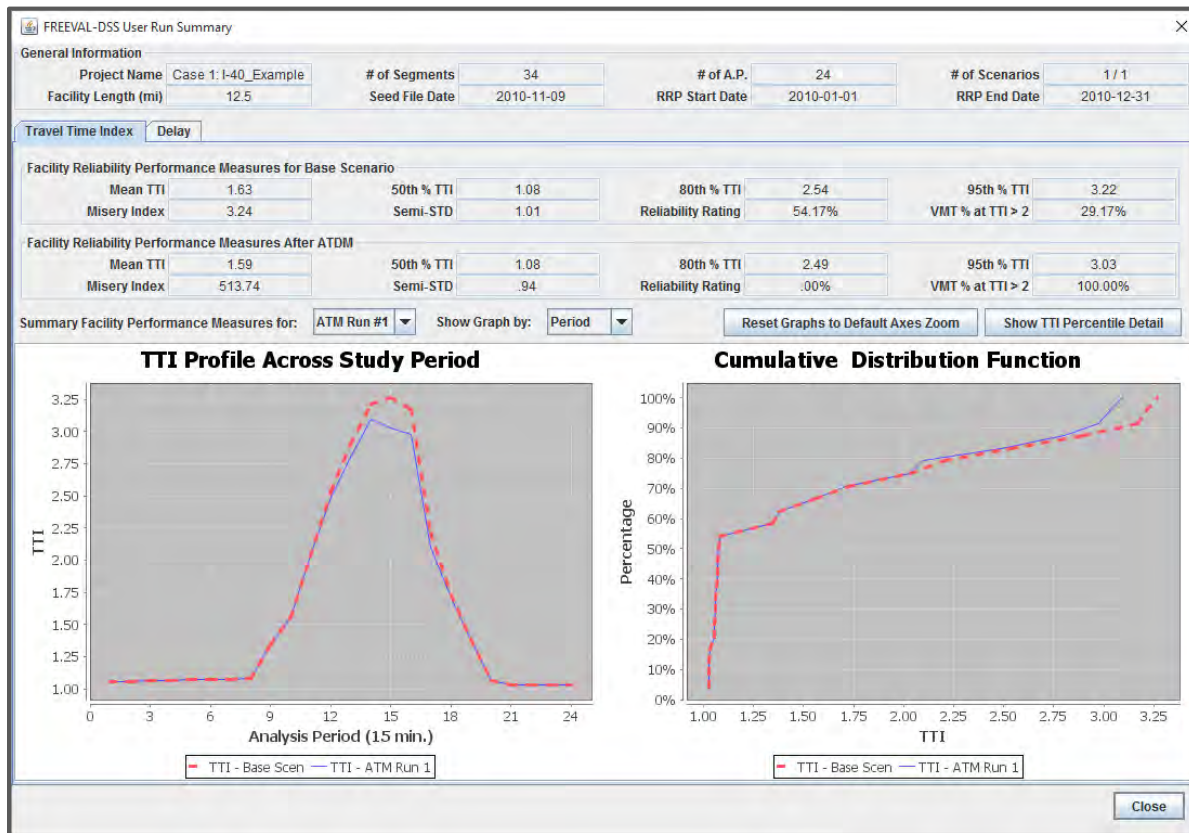 FREEVAL-DSS User Run Summary
General Information
Project Name Case 1: I-40_Example # of Segments 34 # of A.P. 24 # of Scenarios 1 / 1
Facility Length (mi) 12.5 Seed File Date 2010-11-09 RRP Start Date 2010-01-01 RRP End Date 2010-12-31
Travel Time Index Delay
Facility Reliability Performance Measures for Base Scenario
Mean TTI 1.63 50th % TTI 1.08 80th % TTI 2.54 95th % TTI 3.22
Misery Index 3.24 Semi-STD 1.01 Reliability Rating 54.17% VMT % at TTI > 2 29.17%
Facility Reliability Performance Measures After ATDM
Mean TTI 1.59 50th % TTI 1.08 80th % TTI 2.49 95th % TTI 3.03
Misery Index 513.74 Semi-STD .94 Reliability Rating .00% VMT % at TTI > 2 100.00%
Summary Facility Performance Measures for: ATM Run #1 Show Graph by: Period Reset Graphs to Default Axes Zoom Show TTI Percentile Detail
TTI Profile Across Study Period
3.25
3.00
2.75
2.50
2.25
2.00
1.75
1.50
1.25
1.00
TTI
0 3 6 9 12 15 18 21 24
Analysis Period (15 min.)
TTI - Base Scen TTI - ATM Run 1
Cumulative Distribution Function
100%
90%
80%
70%
60%
50%
40%
30%
20%
10%
0%
Percentage
1.00 1.25 1.50 1.75 2.00 2.25 2.50 2.75 3.00 3.25
TTI
TTI - Base Scen TTI - ATM Run 1
Close